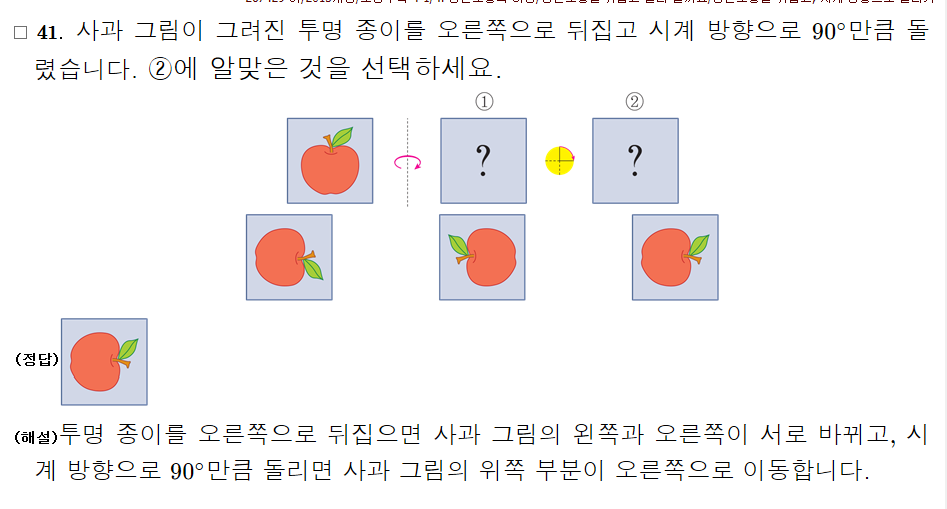 □ 41. 사과 그림이 그려진 투명 종이를 오른쪽으로 뒤집고 시계 방향으로 90°만큼 돌
렸습니다. ②에 알맞은 것을 선택하세요.
① ②
? ?
(정답)
(해설)투명 종이를 오른쪽으로 뒤집으면 사과 그림의 왼쪽과 오른쪽이 서로 바뀌고, 시
계 방향으로 90°만큼 돌리면 사과 그림의 위쪽 부분이 오른쪽으로 이동합니다.